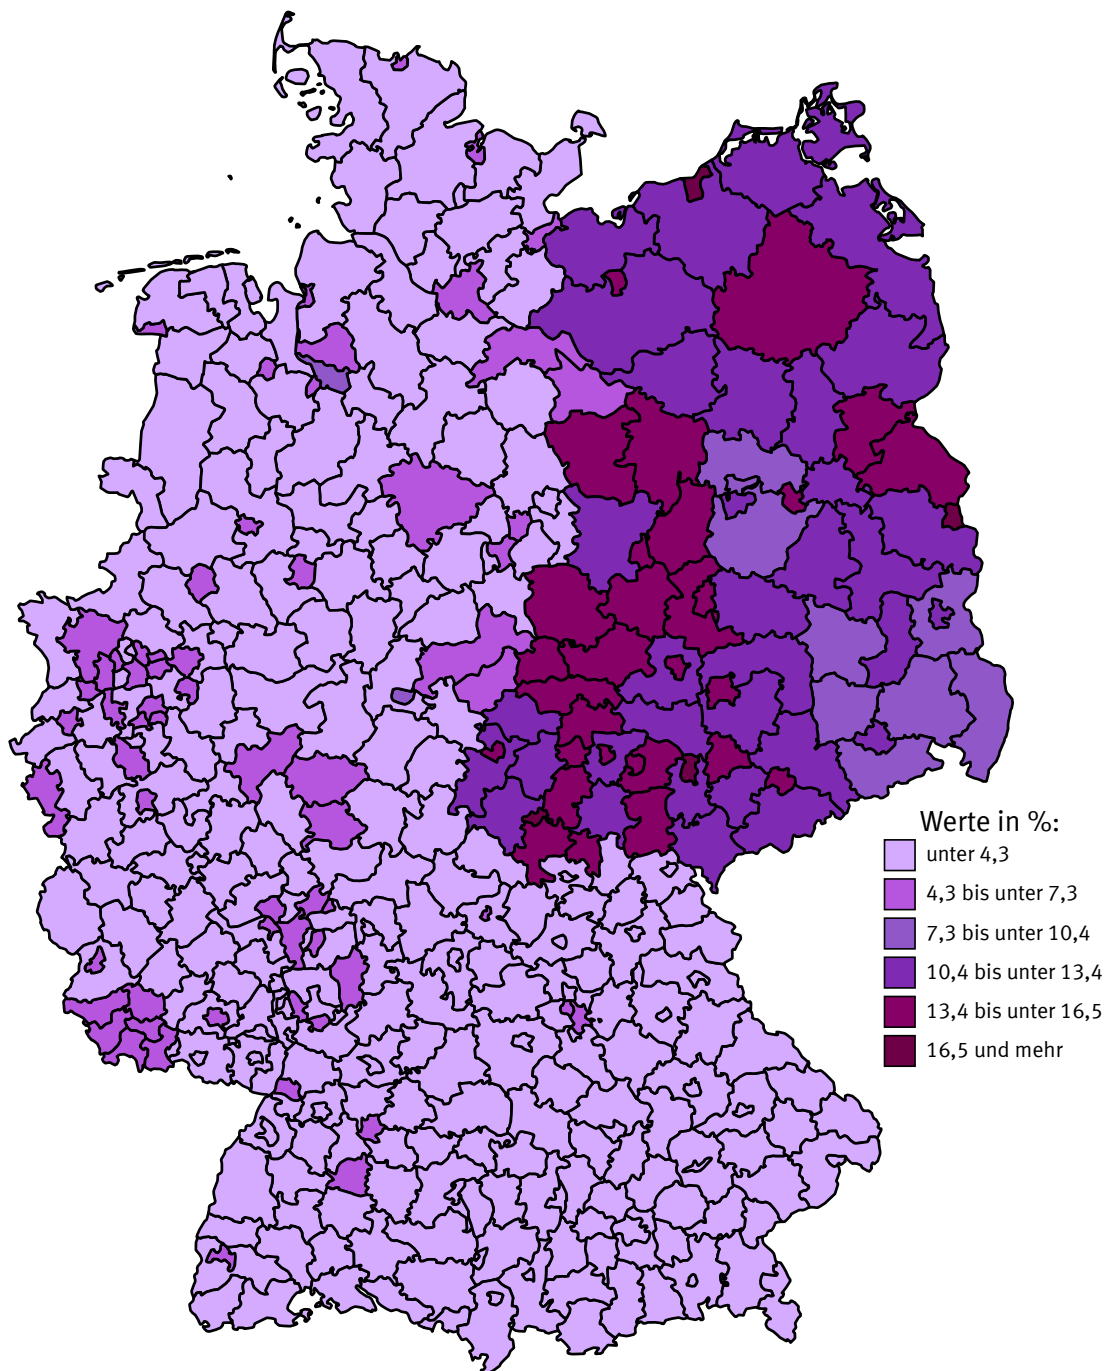 Werte in %:
unter 4,3
4,3 bis unter 7,3
7,3 bis unter 10,4
10,4 bis unter 13,4
13,4 bis unter 16,5
16,5 und mehr